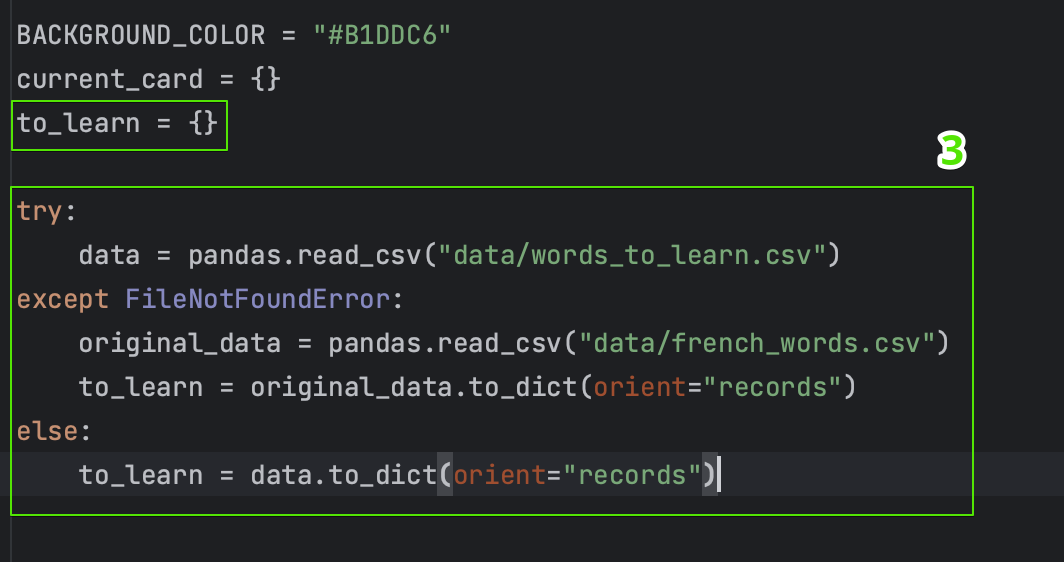 BACKGROUND_COLOR = "#B1DDC6"
current_card = {}
to_learn = {}
3
try:
    data = pandas.read_csv("data/words_to_learn.csv")
except FileNotFoundError:
    original_data = pandas.read_csv("data/french_words.csv")
    to_learn = original_data.to_dict(orient="records")
else:
    to_learn = data.to_dict(orient="records")